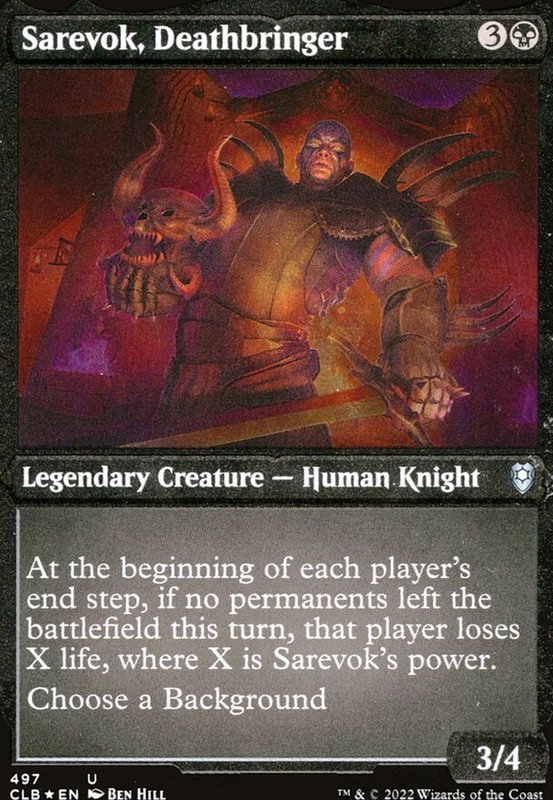 Sarevok, Deathbringer 3
Legendary Creature — Human Knight
At the beginning of each player's
end step, if no permanents left the
battlefield this turn, that player loses
X life, where X is Sarevok's power.
Choose a Background
3/4
497 U
CLB ★ EN BEN HILL
™ & © 2022 Wizards of the Coast